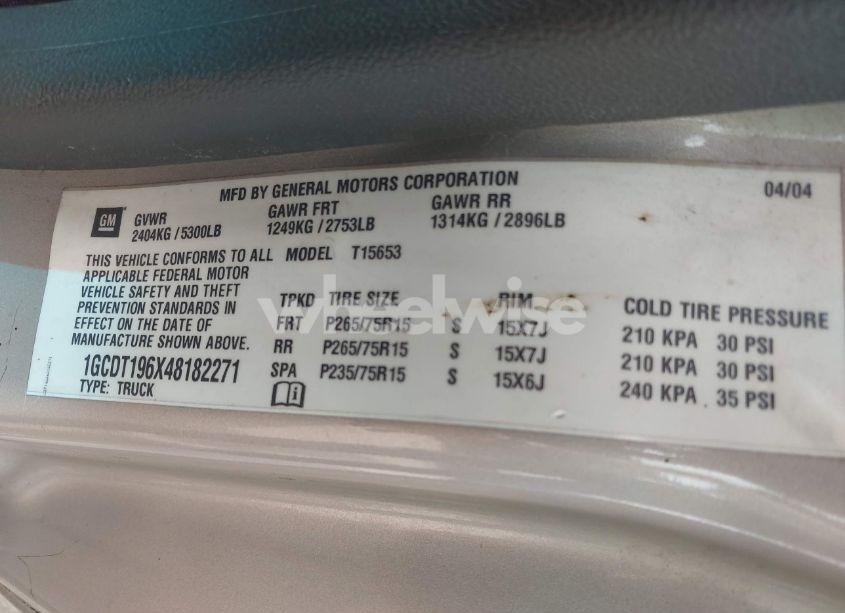 MFD BY GENERAL MOTORS CORPORATION 04/04
GM
GVWR GAWR FRT GAWR RR
2404KG / 5300LB 1249KG / 2753LB 1314KG / 2896LB
THIS VEHICLE CONFORMS TO ALL MODEL T15653
APPLICABLE FEDERAL MOTOR
VEHICLE SAFETY AND THEFT
PREVENTION STANDARDS IN
EFFECT ON THE DATE OF
MANUFACTURE SHOWN ABOVE.
1GCDT196X48182271
TYPE: TRUCK
TPKD TIRE SIZE RIM COLD TIRE PRESSURE
FRT P265/75R15 S 15X7J 210 KPA 30 PSI
RR P265/75R15 S 15X7J 210 KPA 30 PSI
SPA P235/75R15 S 15X6J 240 KPA 35 PSI
i
wheelwise